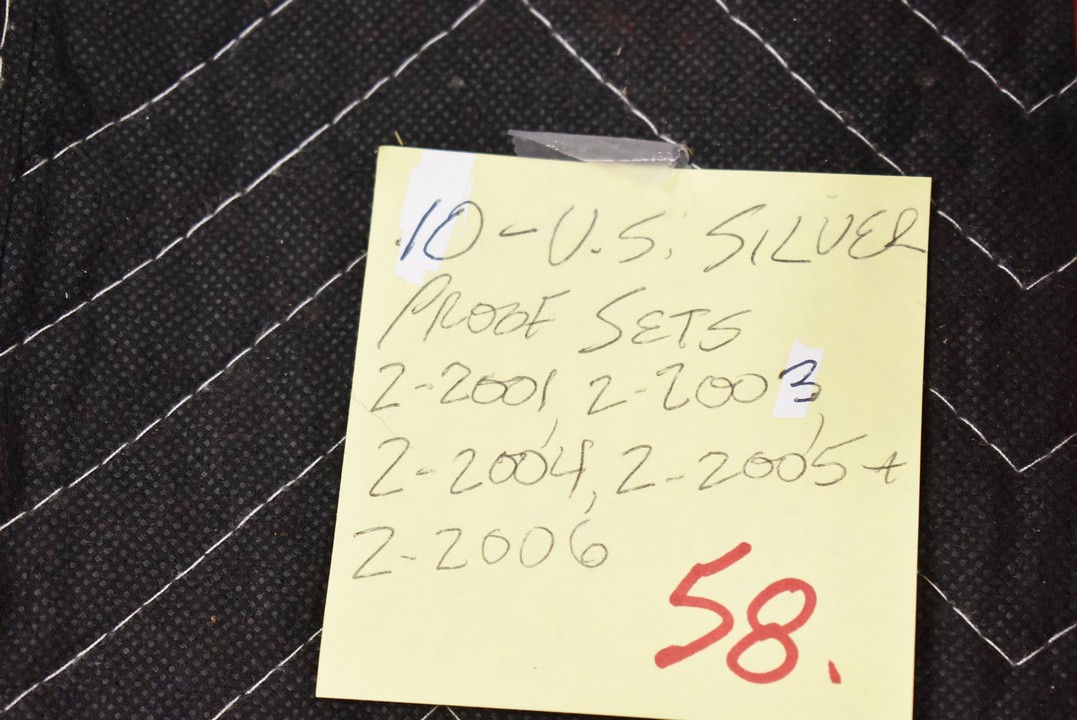 10-U.S. SILVER
PROOF SETS
2-2001, 2-2003,
2-2004, 2-2005 +
2-2006
58.